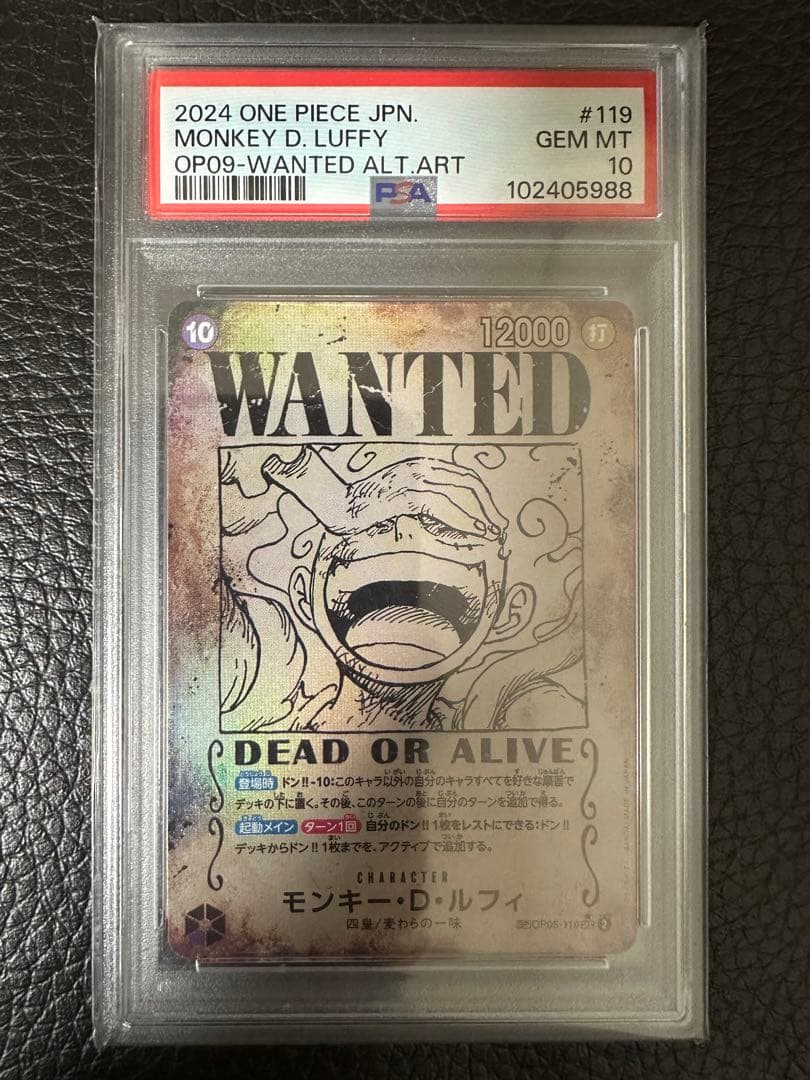 2024 ONE PIECE JPN. #119
MONKEY D. LUFFY GEM MT
OP09-WANTED ALT.ART 10
PSA 102405988
10 12000 打
WANTED
DEAD OR ALIVE
登場時 ドン!!-10:このキャラ以外の自分のキャラすべてを好きな順番で
デッキの下に置く。その後、このターンの後に自分のターンを追加で得る。
起動メイン ターン1回 自分のドン!!1枚をレストにできる:ドン!!
デッキからドン!!1枚までを、アクティブで追加する。
CHARACTER
モンキー・D・ルフィ
四皇/麦わらの一味
OP05-119 2